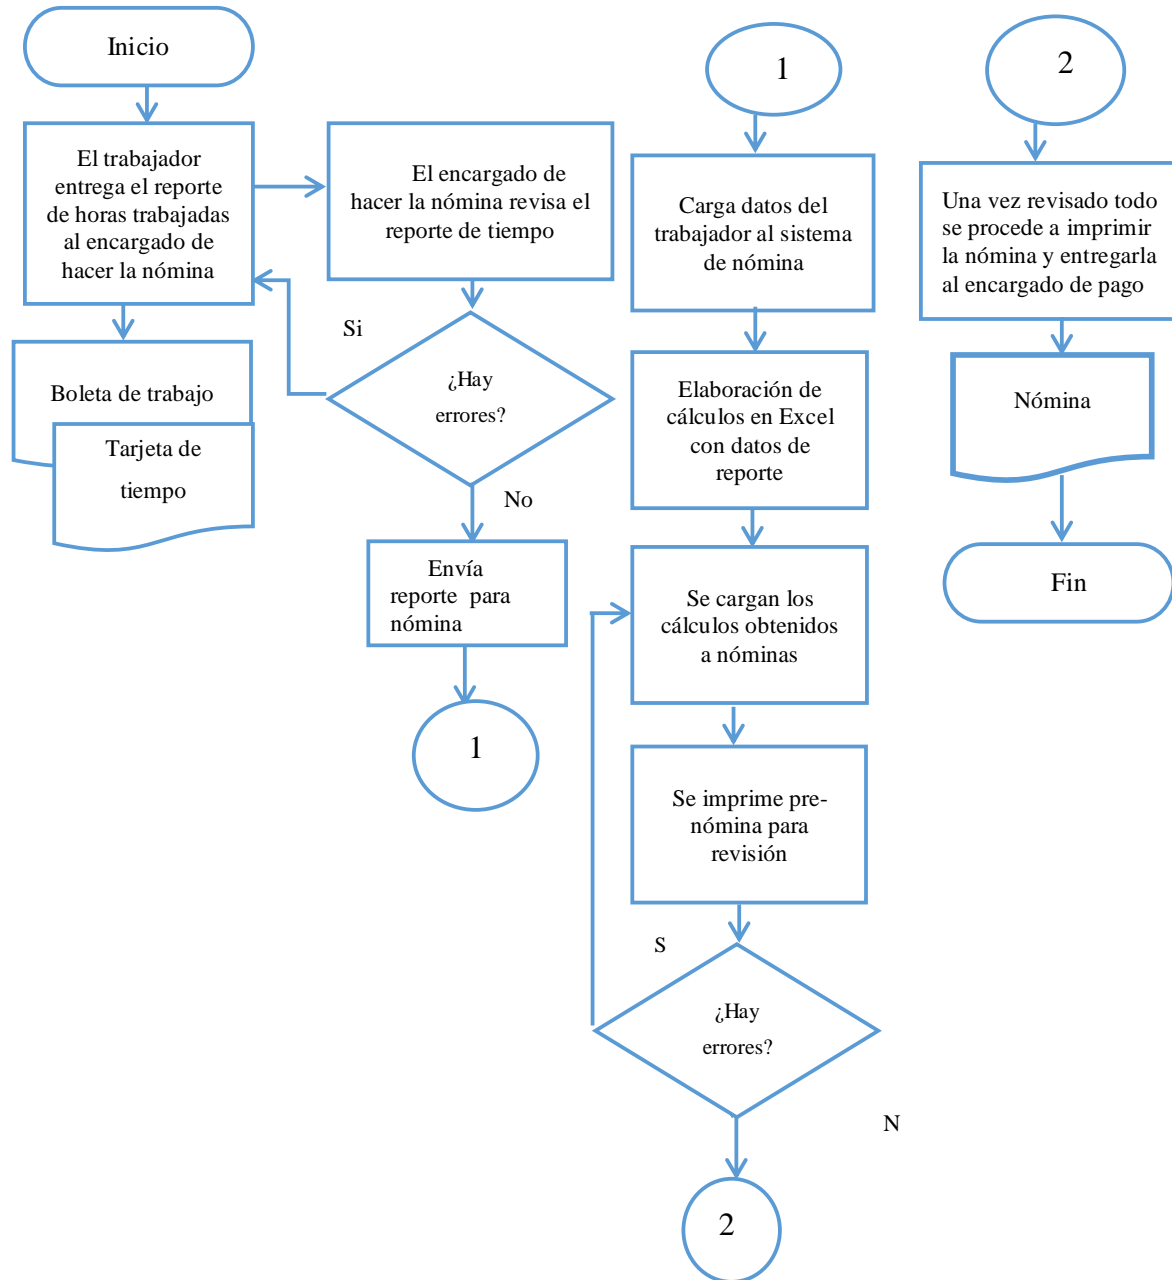 Inicio
El trabajador
entrega el reporte
de horas trabajadas
al encargado de
hacer la nómina
Boleta de trabajo
Tarjeta de
tiempo
El encargado de
hacer la nómina revisa el
reporte de tiempo
Si
¿Hay
errores?
No
Envía
reporte para
nómina
1
1
Carga datos del
trabajador al sistema
de nómina
Elaboración de
cálculos en Excel
con datos de
reporte
Se cargan los
cálculos obtenidos
a nóminas
Se imprime pre-
nómina para
revisión
S
¿Hay
errores?
N
2
2
Una vez revisado todo
se procede a imprimir
la nómina y entregarla
al encargado de pago
Nómina
Fin